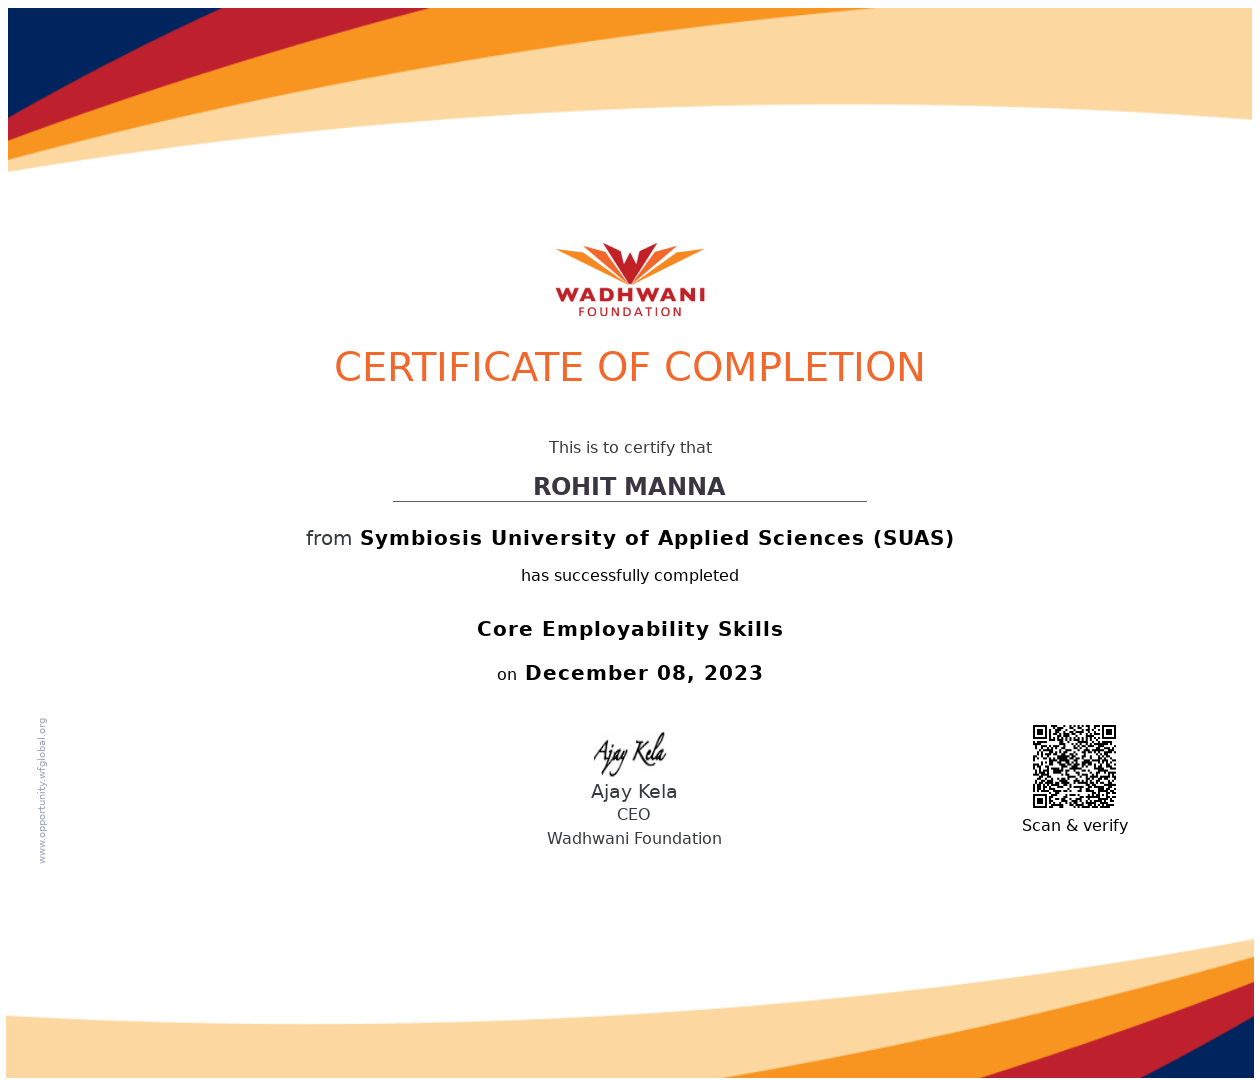 WADHWANI
FOUNDATION
CERTIFICATE OF COMPLETION
This is to certify that
ROHIT MANNA
from Symbiosis University of Applied Sciences (SUAS)
has successfully completed
Core Employability Skills
on December 08, 2023
www.opportunity.wfglobal.org
Ajay Kela
Ajay Kela
CEO
Wadhwani Foundation
Scan & verify